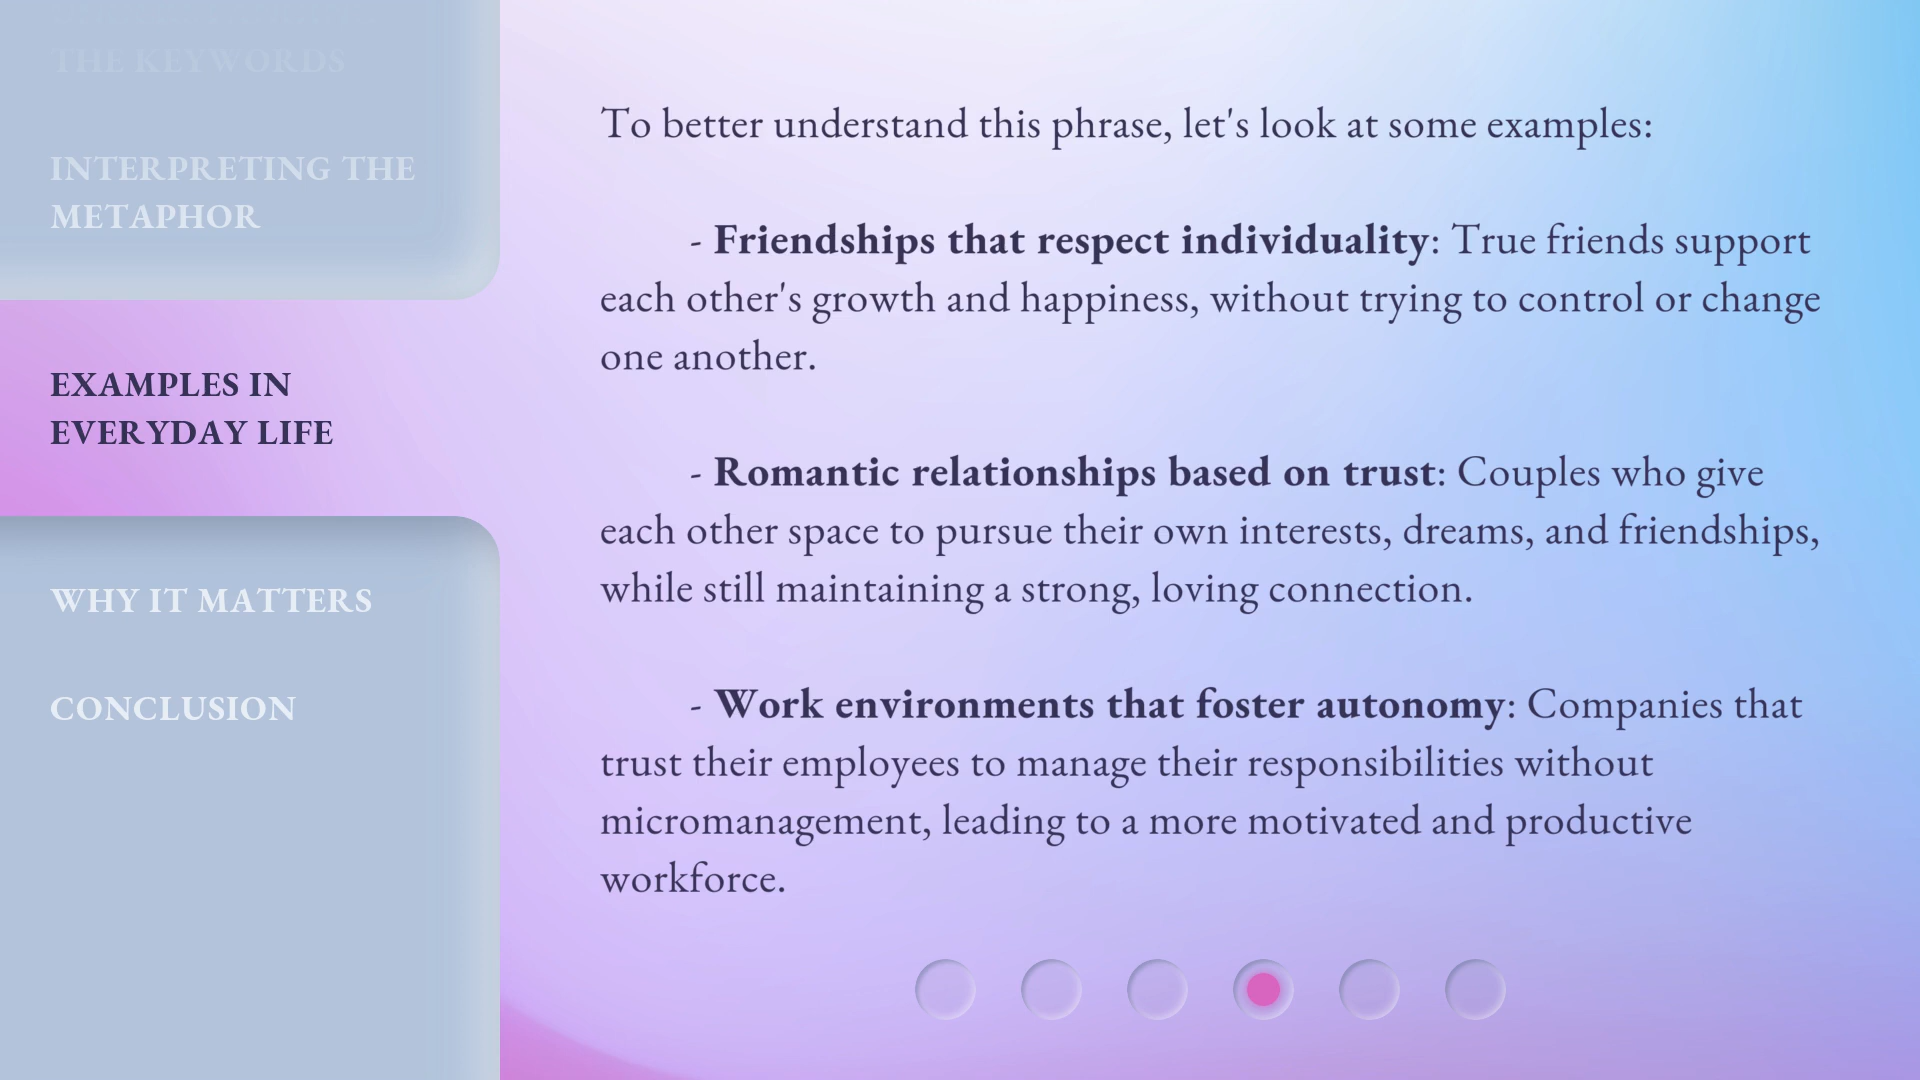 THE KEYWORDS
INTERPRETING THE
METAPHOR
EXAMPLES IN
EVERYDAY LIFE
WHY IT MATTERS
CONCLUSION
To better understand this phrase, let's look at some examples:
- Friendships that respect individuality: True friends support
each other's growth and happiness, without trying to control or change
one another.
- Romantic relationships based on trust: Couples who give
each other space to pursue their own interests, dreams, and friendships,
while still maintaining a strong, loving connection.
- Work environments that foster autonomy: Companies that
trust their employees to manage their responsibilities without
micromanagement, leading to a more motivated and productive
workforce.